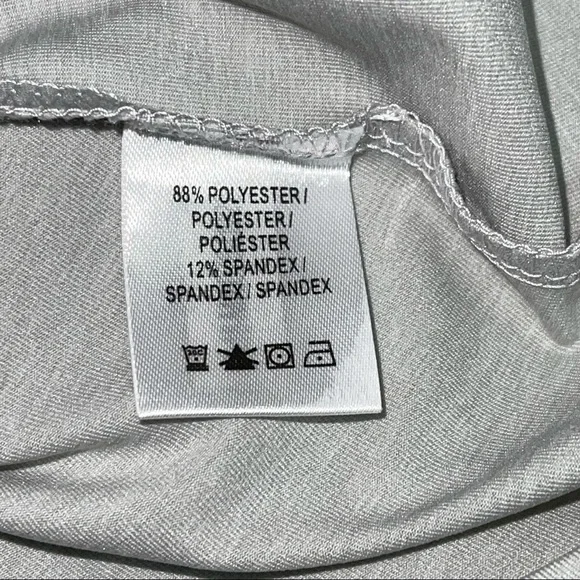 88% POLYESTER/
POLYESTER/
POLIÉSTER
12% SPANDEX/
SPANDEX/SPANDEX